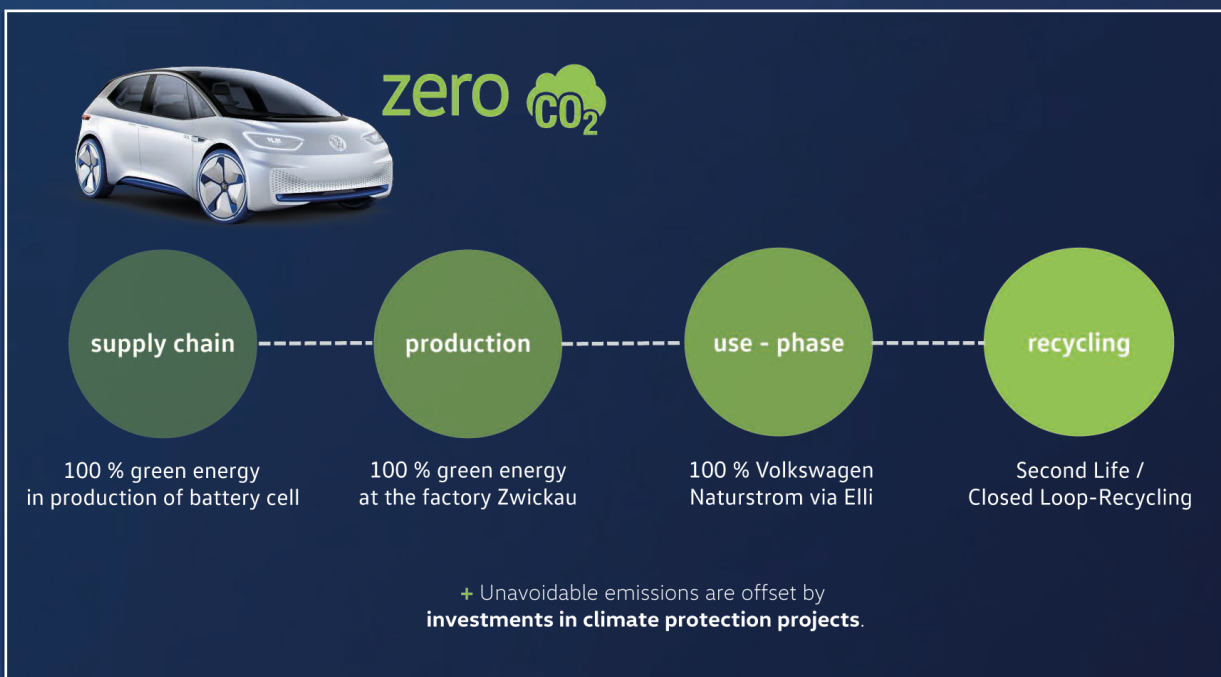 zero CO2
supply chain
production
use - phase
recycling
100 % green energy
in production of battery cell
100 % green energy
at the factory Zwickau
100 % Volkswagen
Naturstrom via Elli
Second Life /
Closed Loop-Recycling
+ Unavoidable emissions are offset by
investments in climate protection projects.